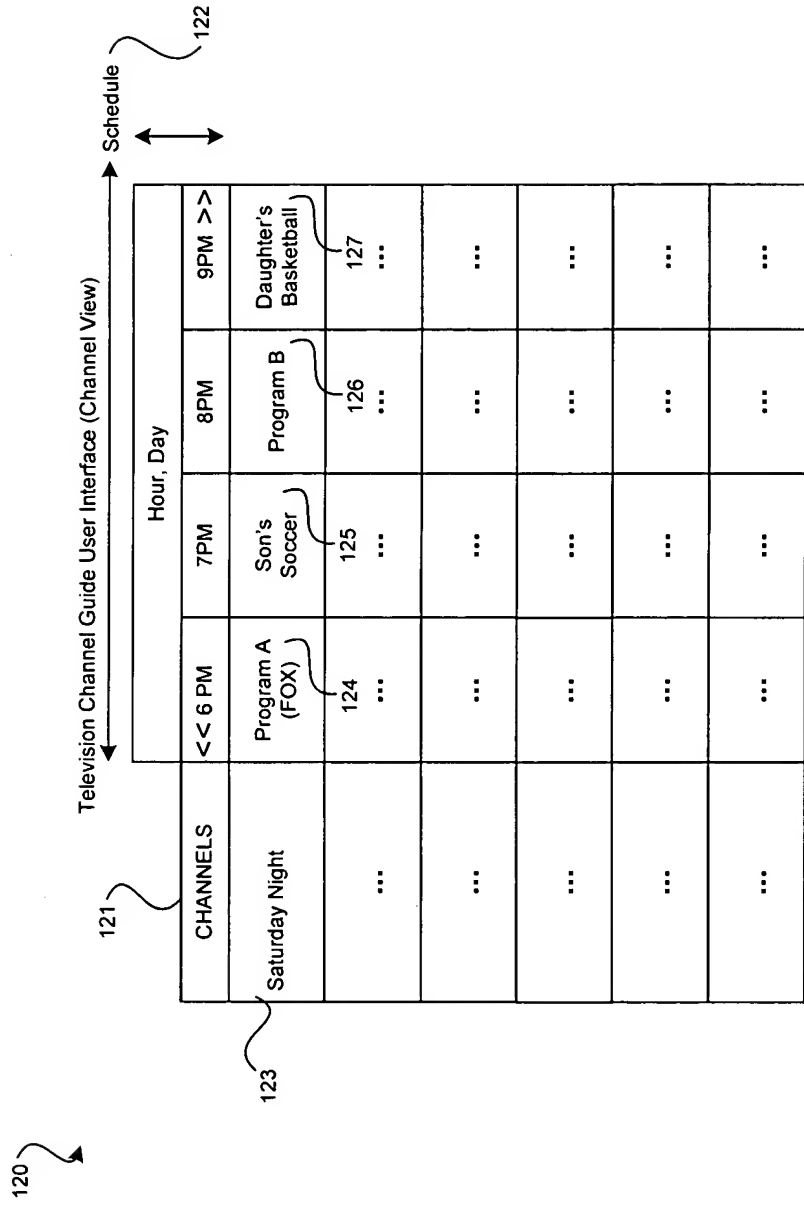 120
Television Channel Guide User Interface (Channel View)
Schedule
122
121
Hour, Day
CHANNELS
<< 6 PM
7PM
8PM
9PM >>
123
Saturday Night
Program A
(FOX)
Son's
Soccer
Program B
Daughter's
Basketball
124
125
126
127
... ... ... ... ...
... ... ... ... ...
... ... ... ... ...
... ... ... ... ...
... ... ... ... ...